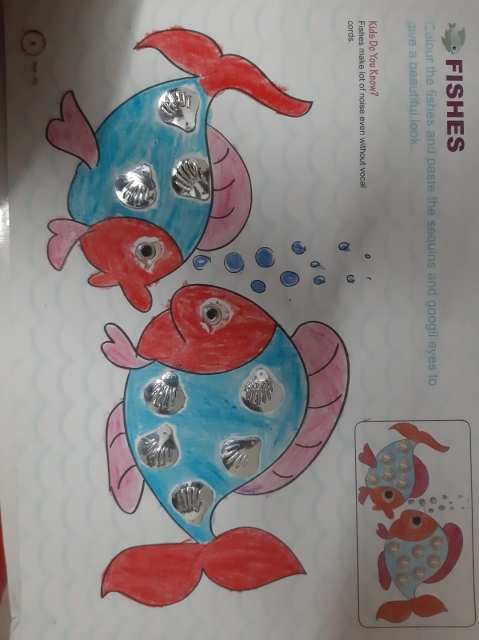 FISHES
Colour the fishes and paste the sequins and googli eyes to
give a beautiful look.
Kids Do You Know?
Fishes make lot of noise even without vocal
cords.